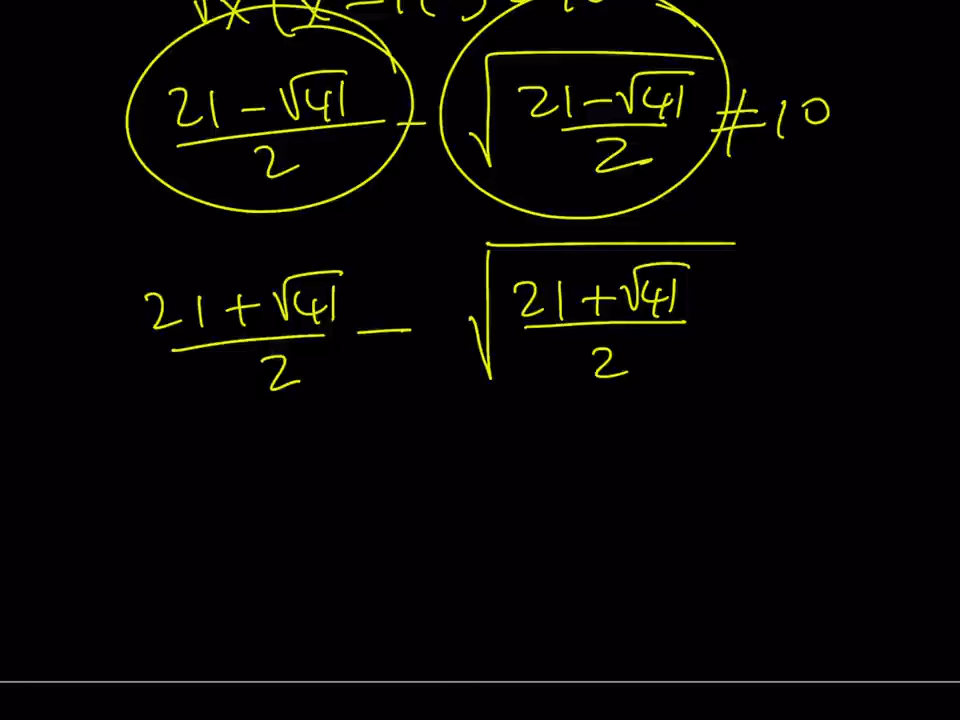 (21 - √41)/2 - √((21 - √41)/2) ≠ 10
(21 + √41)/2 - √((21 + √41)/2)